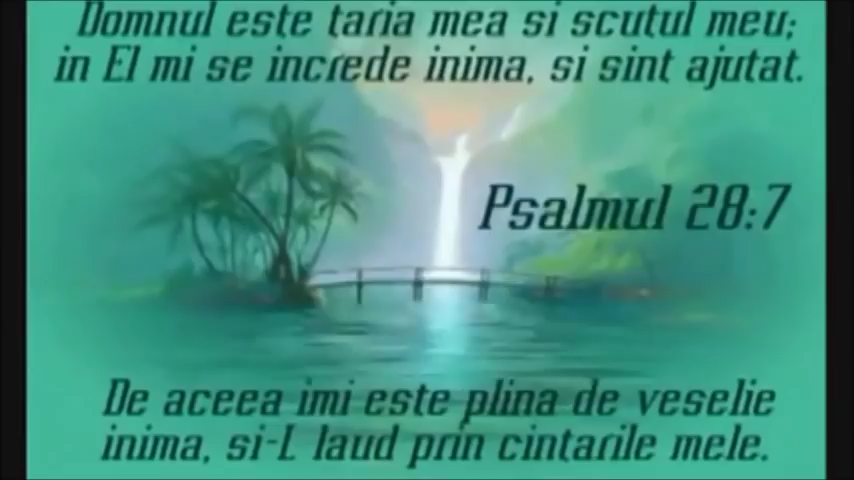 Domnul este taria mea si scutul meu;
in El mi se increde inima, si sint ajutat.
Psalmul 28:7
De aceea imi este plina de veselie
inima, si-L laud prin cintarile mele.